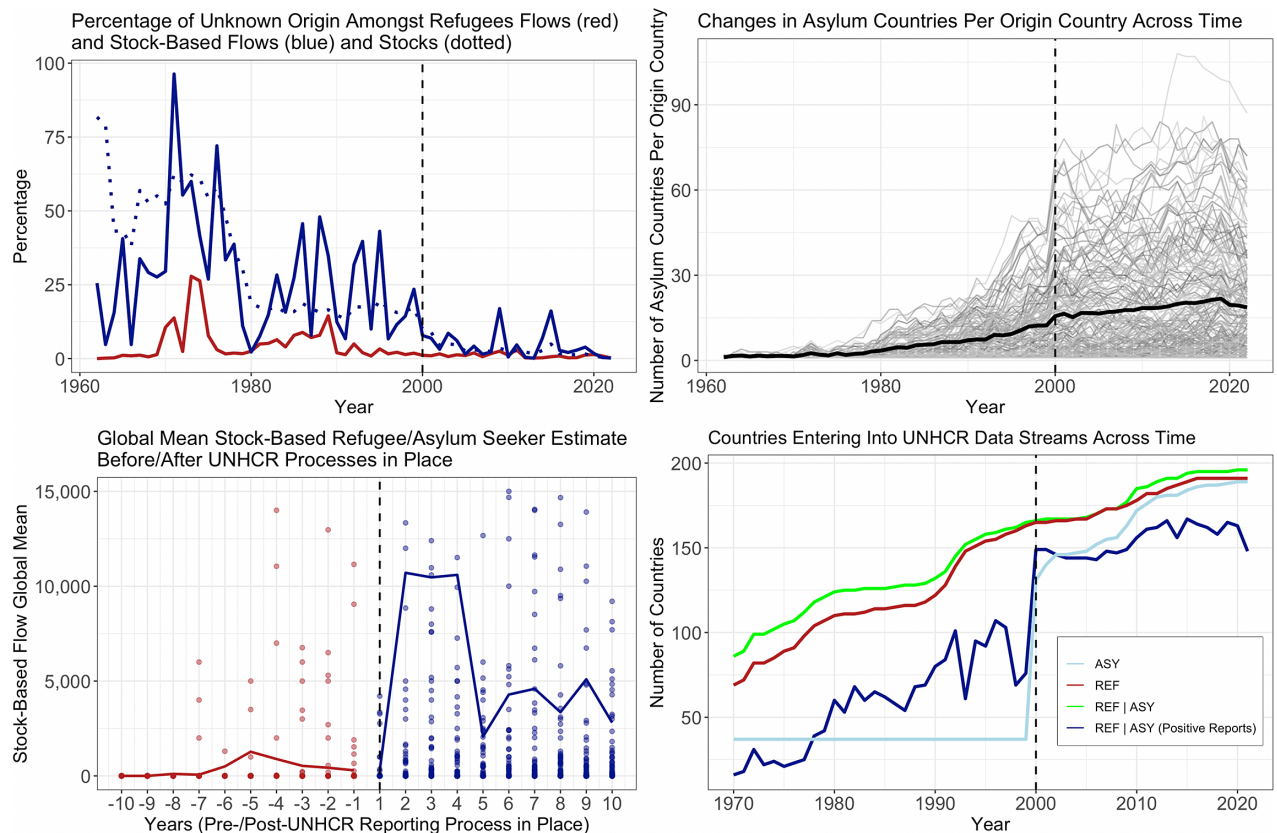 Percentage of Unknown Origin Amongst Refugees Flows (red)
and Stock-Based Flows (blue) and Stocks (dotted)
Percentage
100
75
50
25
0
1960 1980 2000 2020
Year
Changes in Asylum Countries Per Origin Country Across Time
Number of Asylum Countries Per Origin Country
90
60
30
0
1960 1980 2000 2020
Year
Global Mean Stock-Based Refugee/Asylum Seeker Estimate
Before/After UNHCR Processes in Place
Stock-Based Flow Global Mean
15,000
10,000
5,000
0
-10 -9 -8 -7 -6 -5 -4 -3 -2 -1 1 2 3 4 5 6 7 8 9 10
Years (Pre-/Post-UNHCR Reporting Process in Place)
Countries Entering Into UNHCR Data Streams Across Time
Number of Countries
200
150
100
50
ASY
REF
REF | ASY
REF | ASY (Positive Reports)
1970 1980 1990 2000 2010 2020
Year